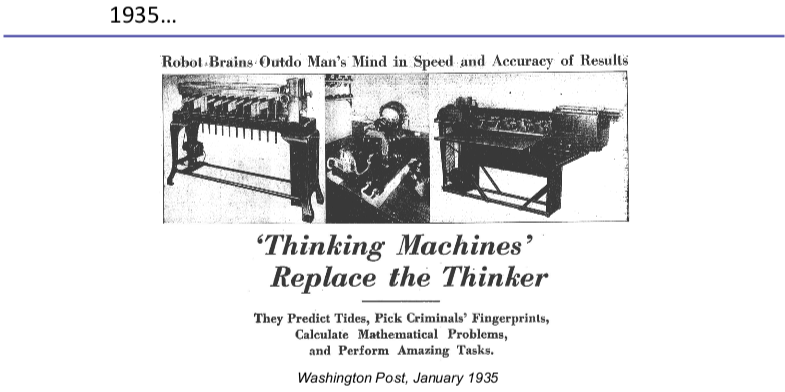 1935...
Robot Brains Outdo Man's Mind in Speed and Accuracy of Results
'Thinking Machines'
Replace the Thinker
They Predict Tides, Pick Criminals' Fingerprints,
Calculate Mathematical Problems,
and Perform Amazing Tasks.
Washington Post, January 1935